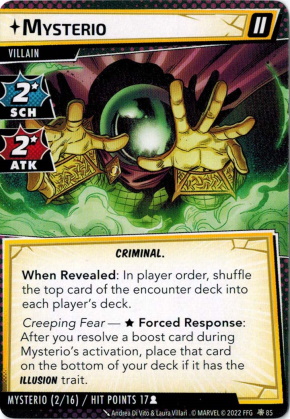 MYSTERIO
II
VILLAIN
2*
SCH
2*
ATK
CRIMINAL.
When Revealed: In player order, shuffle
the top card of the encounter deck into
each player's deck.
Creeping Fear — ★ Forced Response:
After you resolve a boost card during
Mysterio's activation, place that card
on the bottom of your deck if it has the
ILLUSION trait.
MYSTERIO (2/16) / HIT POINTS 17
Andrea Di Vito & Laura Villari © MARVEL © 2022 FFG 85